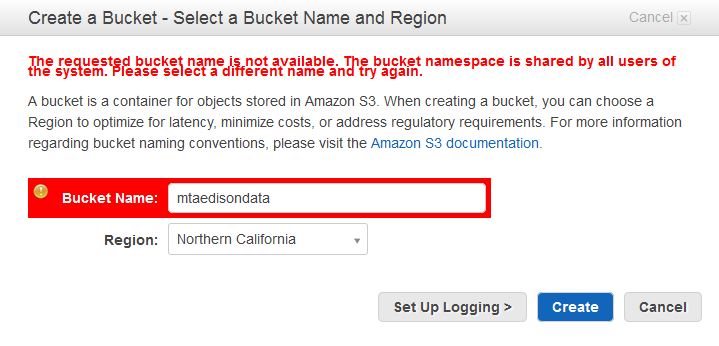 Create a Bucket - Select a Bucket Name and Region
Cancel x
The requested bucket name is not available. The bucket namespace is shared by all users of
the system. Please select a different name and try again.
A bucket is a container for objects stored in Amazon S3. When creating a bucket, you can choose a
Region to optimize for latency, minimize costs, or address regulatory requirements. For more information
regarding bucket naming conventions, please visit the Amazon S3 documentation.
Bucket Name: mtaedisondata
Region: Northern California
Set Up Logging > Create Cancel